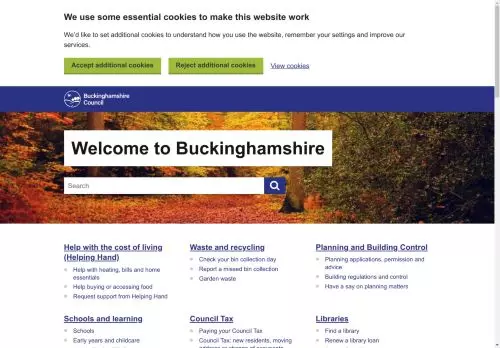 We use some essential cookies to make this website work
We'd like to set additional cookies to understand how you use the website, remember your settings and improve our
services.
Accept additional cookies
Reject additional cookies
View cookies
Buckinghamshire
Council
Welcome to Buckinghamshire
Search
Help with the cost of living
(Helping Hand)
Help with heating, bills and home
essentials
Help buying or accessing food
Request support from Helping Hand
Waste and recycling
Check your bin collection day
Report a missed bin collection
Garden waste
Planning and Building Control
Planning applications, permission and
advice
Building regulations and control
Have a say on planning matters
Schools and learning
Schools
Early years and childcare
Council Tax
Paying your Council Tax
Council Tax: new residents, moving
Libraries
Find a library
Renew a library loan